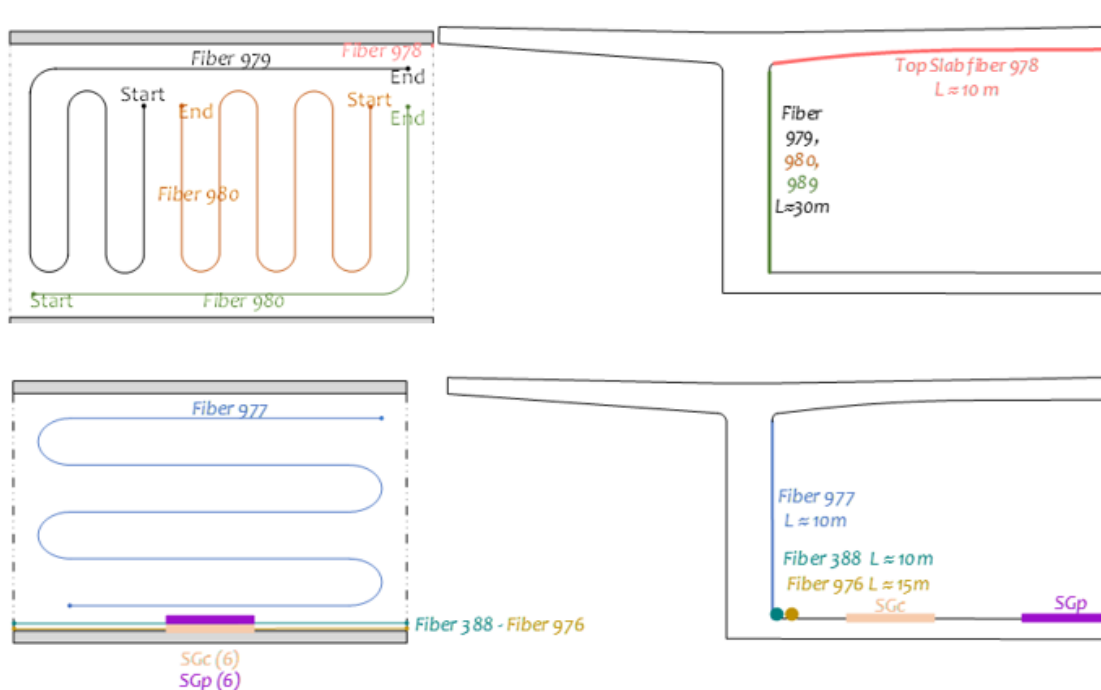 Fiber 978
Fiber 979
End
Start
End
Start
End
Fiber 980
Start
Fiber 980
Top Slab fiber 978
L ≈ 10 m
Fiber
979,
980,
989
L≈30m
Fiber 977
Fiber 388 - Fiber 976
SGc (6)
SGp (6)
Fiber 977
L ≈ 10m
Fiber 388 L ≈ 10m
Fiber 976 L ≈ 15m
SGc
SGp